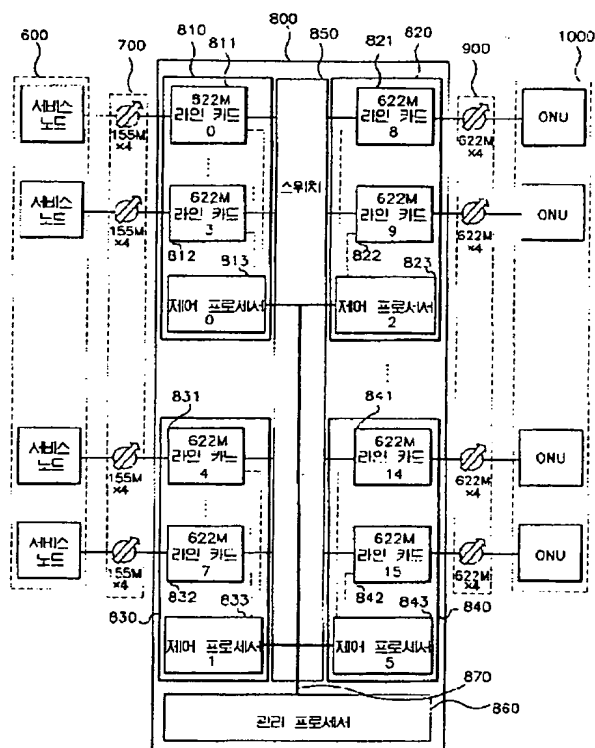 800
600
700
810
811
850
820
821
900
1000
서비스
노드
155M
×4
622M
라인 카드
0
스위치
622M
라인 카드
8
622M
×4
ONU
서비스
노드
155M
×4
622M
라인 카드
3
812
813
622M
라인 카드
9
822
823
622M
×4
ONU
제어 프로세서
0
제어 프로세서
2
831
841
서비스
노드
155M
×4
622M
라인 카드
4
622M
라인 카드
14
622M
×4
ONU
서비스
노드
155M
×4
622M
라인 카드
7
832
833
622M
라인 카드
15
842
843
622M
×4
ONU
830
840
제어 프로세서
1
제어 프로세서
5
870
860
관리 프로세서